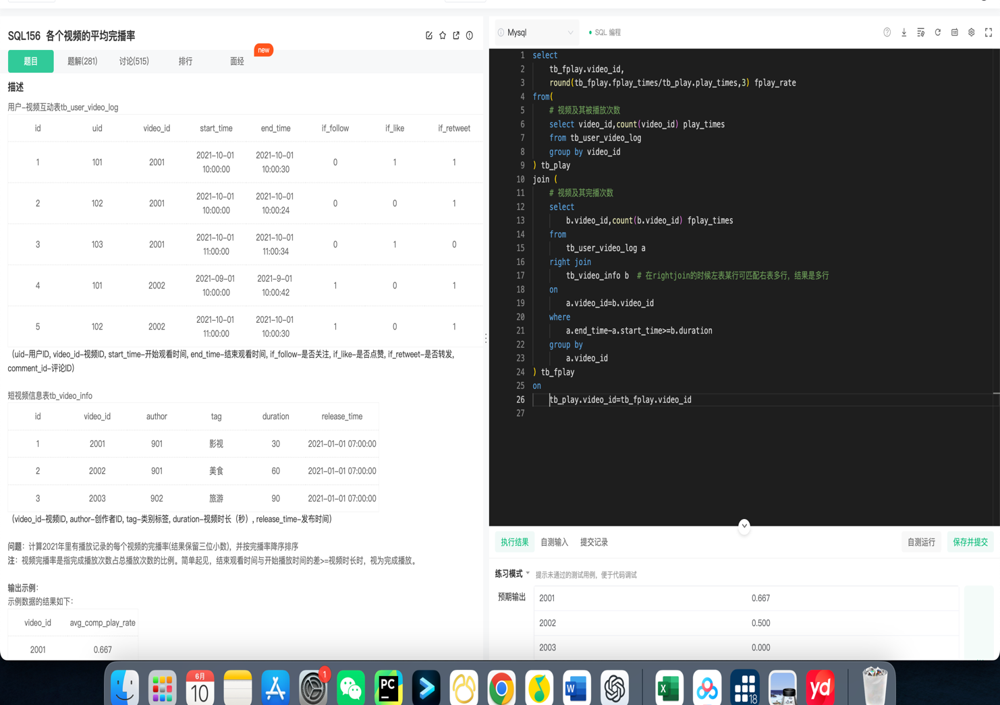 SQL156 各个视频的平均完播率
题目 题解(281) 讨论(515) 排行 面经 new
描述
用户-视频互动表tb_user_video_log
id uid video_id start_time end_time if_follow if_like if_retweet
1 101 2001 2021-10-01 10:00:00 2021-10-01 10:00:30 0 1 1
2 102 2001 2021-10-01 10:00:00 2021-10-01 10:00:24 0 0 1
3 103 2001 2021-10-01 11:00:00 2021-10-01 11:00:34 0 1 0
4 101 2002 2021-09-01 10:00:00 2021-9-01 10:00:42 1 0 1
5 102 2002 2021-10-01 11:00:00 2021-10-01 10:00:30 1 0 1
（uid-用户ID, video_id-视频ID, start_time-开始观看时间, end_time-结束观看时间, if_follow-是否关注, if_like-是否点赞, if_retweet-是否转发,
comment_id-评论ID）
短视频信息表tb_video_info
id video_id author tag duration release_time
1 2001 901 影视 30 2021-01-01 07:00:00
2 2002 901 美食 60 2021-01-01 07:00:00
3 2003 902 旅游 90 2021-01-01 07:00:00
（video_id-视频ID, author-创作者ID, tag-类别标签, duration-视频时长（秒）, release_time-发布时间）
问题：计算2021年里有播放记录的每个视频的完播率(结果保留三位小数)，并按完播率降序排序
注：视频完播率是指完成播放次数占总播放次数的比例。简单起见，结束观看时间与开始播放时间的差>=视频时长时，视为完成播放。
输出示例：
示例数据的结果如下：
video_id avg_comp_play_rate
2001 0.667
Mysql SQL 编程
1 select
2 tb_fplay.video_id,
3 round(tb_fplay.fplay_times/tb_play.play_times,3) fplay_rate
4 from(
5 # 视频及其被播放次数
6 select video_id,count(video_id) play_times
7 from tb_user_video_log
8 group by video_id
9 ) tb_play
10 join (
11 # 视频及其完播次数
12 select
13 b.video_id,count(b.video_id) fplay_times
14 from
15 tb_user_video_log a
16 right join
17 tb_video_info b # 在rightjoin的时候左表某行可匹配右表多行，结果是多行
18 on
19 a.video_id=b.video_id
20 where
21 a.end_time-a.start_time>=b.duration
22 group by
23 a.video_id
24 ) tb_fplay
25 on
26 tb_play.video_id=tb_fplay.video_id
27
执行结果 自测输入 提交记录 自测运行 保存并提交
练习模式 提示未通过的测试用例，便于代码调试
预期输出 2001 0.667
2002 0.500
2003 0.000
6月
10
1
PC
W
X
18
yd